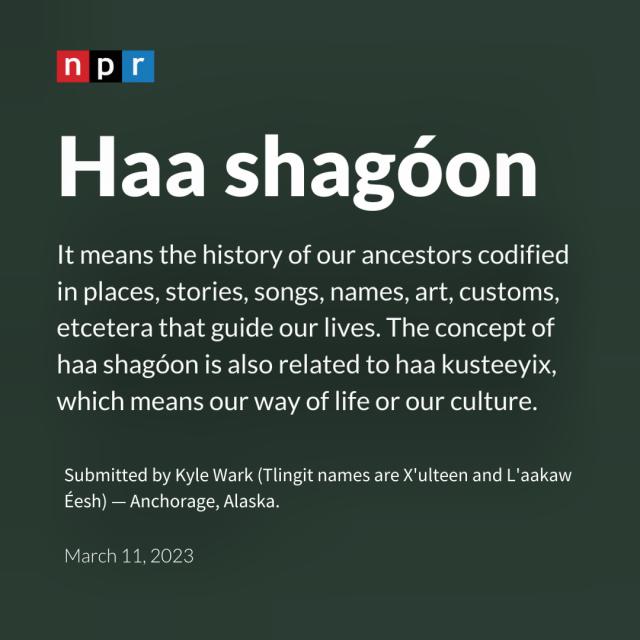 npr
Haa shagóon
It means the history of our ancestors codified
in places, stories, songs, names, art, customs,
etcetera that guide our lives. The concept of
haa shagóon is also related to haa kusteeyix,
which means our way of life or our culture.
Submitted by Kyle Wark (Tlingit names are X'ulteen and L'aakaw
Éesh) — Anchorage, Alaska.
March 11, 2023